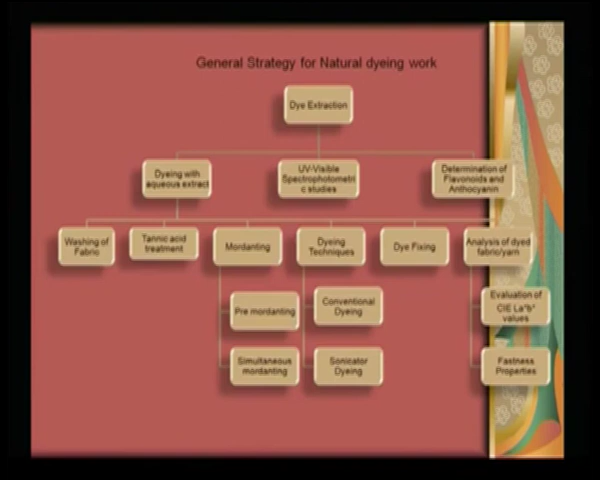 General Strategy for Natural dyeing work
Dye Extraction
Dyeing with
aqueous extract
UV-Visible
Spectrophotometri
c studies
Determination of
Flavonoids and
Anthocyanin
Washing of
Fabric
Tannic acid
treatment
Mordanting
Dyeing
Techniques
Dye Fixing
Analysis of dyed
fabric/yarn
Pre mordanting
Conventional
Dyeing
Evaluation of
CIE La*b*
values
Simultaneous
mordanting
Sonicator
Dyeing
Fastness
Properties